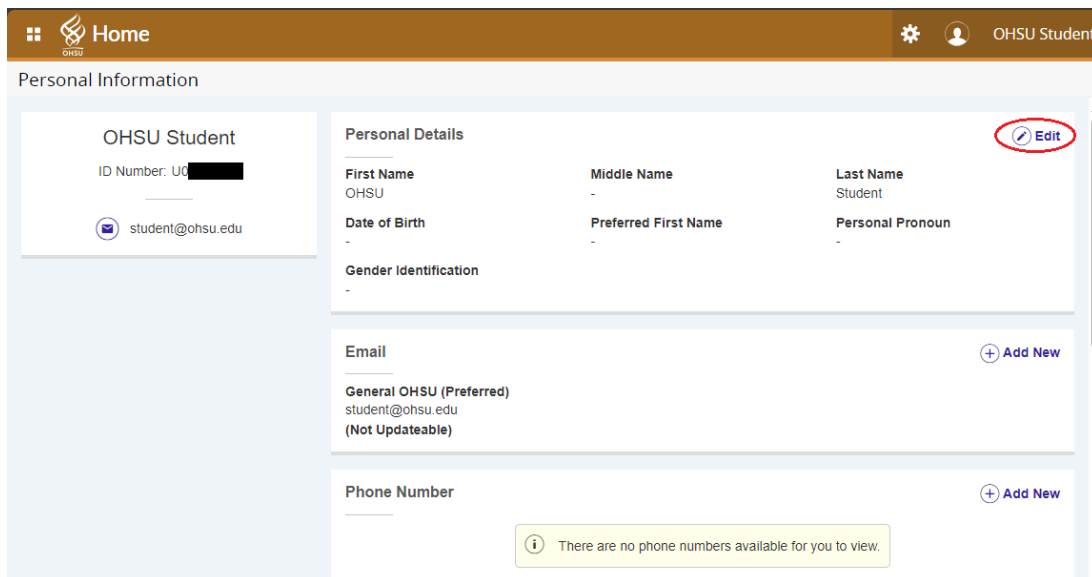 OHSU
Home
OHSU Student
Personal Information
OHSU Student
ID Number: U0
student@ohsu.edu
Personal Details
Edit
First Name Middle Name Last Name
OHSU - Student
Date of Birth Preferred First Name Personal Pronoun
- - -
Gender Identification
-
Email
Add New
General OHSU (Preferred)
student@ohsu.edu
(Not Updateable)
Phone Number
Add New
There are no phone numbers available for you to view.